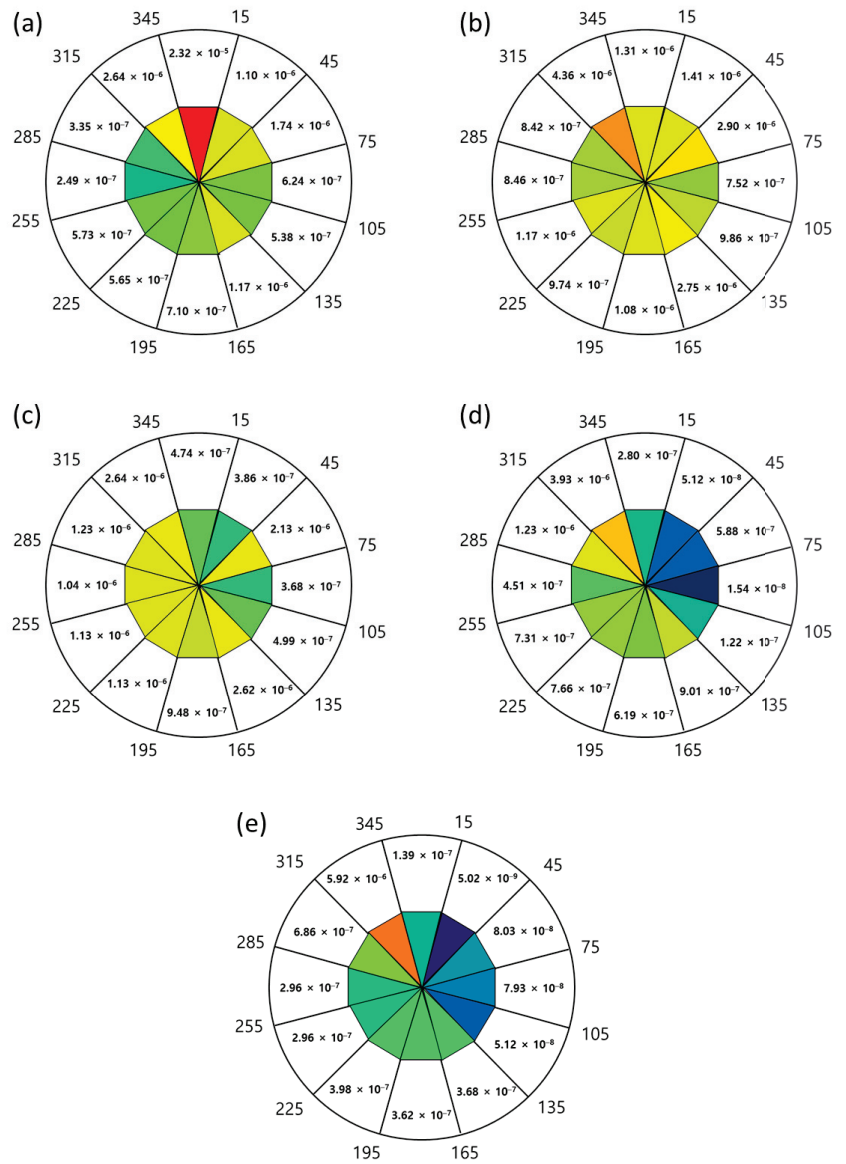 (a)
345 15
315 2.32 × 10⁻⁵ 45
2.64 × 10⁻⁶ 1.10 × 10⁻⁶
285 3.35 × 10⁻⁷ 1.74 × 10⁻⁶ 75
2.49 × 10⁻⁷ 6.24 × 10⁻⁷
255 5.73 × 10⁻⁷ 5.38 × 10⁻⁷ 105
5.65 × 10⁻⁷ 1.17 × 10⁻⁶
225 7.10 × 10⁻⁷ 135
195 165
(b)
345 15
315 1.31 × 10⁻⁶ 45
4.36 × 10⁻⁶ 1.41 × 10⁻⁶
285 8.42 × 10⁻⁷ 2.90 × 10⁻⁶ 75
8.46 × 10⁻⁷ 7.52 × 10⁻⁷
255 1.17 × 10⁻⁶ 9.86 × 10⁻⁷ 105
9.74 × 10⁻⁷ 2.75 × 10⁻⁶
225 1.08 × 10⁻⁶ 135
195 165
(c)
345 15
315 4.74 × 10⁻⁷ 45
2.64 × 10⁻⁶ 3.86 × 10⁻⁷
285 1.23 × 10⁻⁶ 2.13 × 10⁻⁶ 75
1.04 × 10⁻⁶ 3.68 × 10⁻⁷
255 1.13 × 10⁻⁶ 4.99 × 10⁻⁷ 105
1.13 × 10⁻⁶ 2.62 × 10⁻⁶
225 9.48 × 10⁻⁷ 135
195 165
(d)
345 15
315 2.80 × 10⁻⁷ 45
3.93 × 10⁻⁶ 5.12 × 10⁻⁸
285 1.23 × 10⁻⁶ 5.88 × 10⁻⁷ 75
4.51 × 10⁻⁷ 1.54 × 10⁻⁸
255 7.31 × 10⁻⁷ 1.22 × 10⁻⁷ 105
7.66 × 10⁻⁷ 9.01 × 10⁻⁷
225 6.19 × 10⁻⁷ 135
195 165
(e)
345 15
315 1.39 × 10⁻⁷ 45
5.92 × 10⁻⁶ 5.02 × 10⁻⁹
285 6.86 × 10⁻⁷ 8.03 × 10⁻⁸ 75
2.96 × 10⁻⁷ 7.93 × 10⁻⁸
255 2.96 × 10⁻⁷ 5.12 × 10⁻⁸ 105
3.98 × 10⁻⁷ 3.68 × 10⁻⁷
225 3.62 × 10⁻⁷ 135
195 165